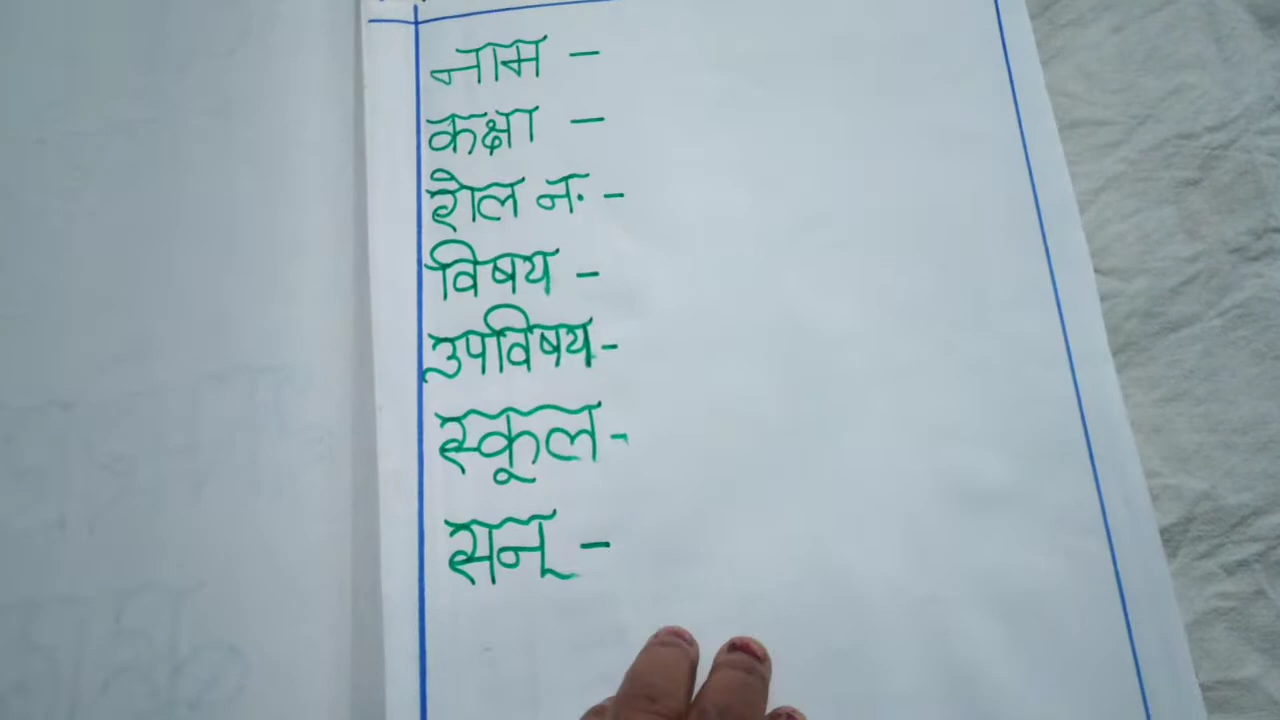 नाम -
कक्षा -
रोल न. -
विषय -
उपविषय -
स्कूल -
सन् -